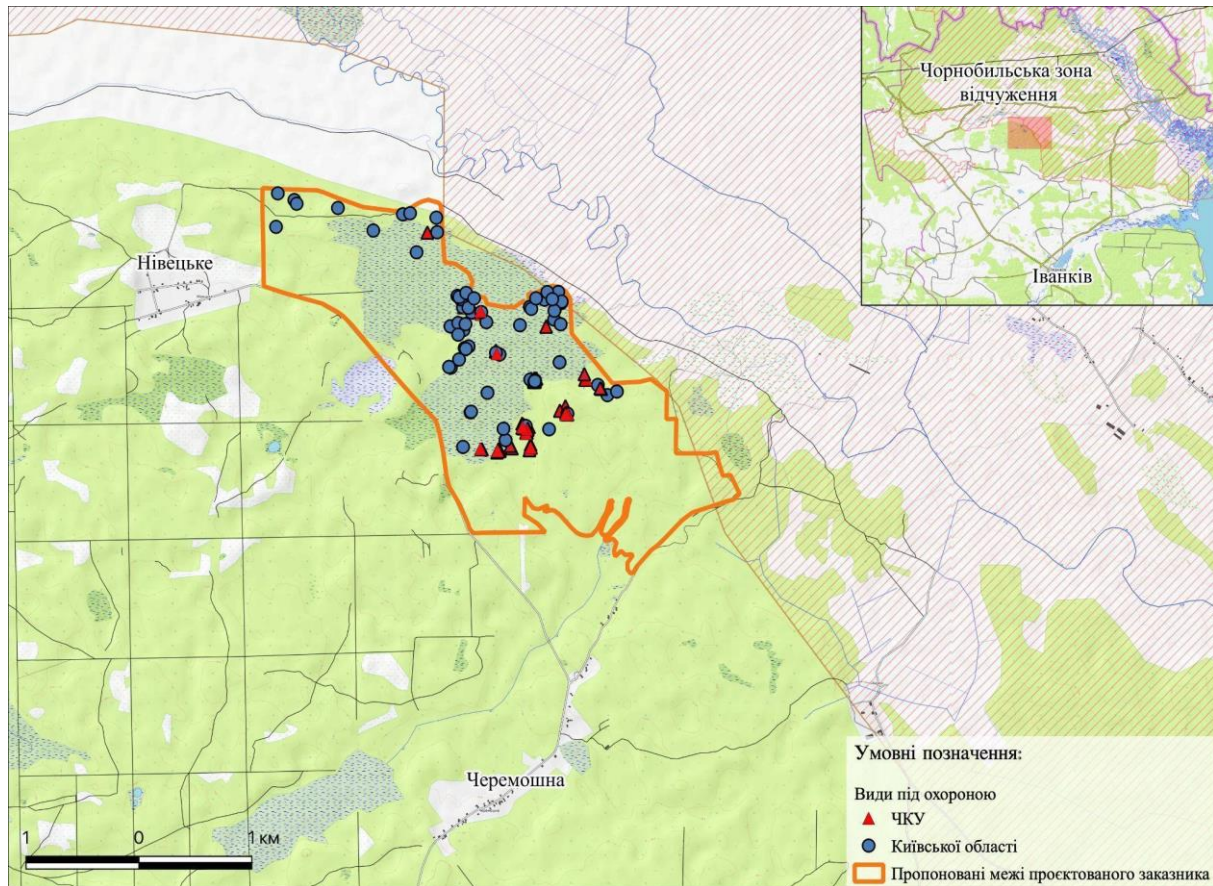 Чорнобильська зона
відчуження
Іванків
Нівецьке
Черемошна
1 0 1 км
Умовні позначення:
Види під охороною
ЧКУ
Київської області
Пропоновані межі проєктованого заказника